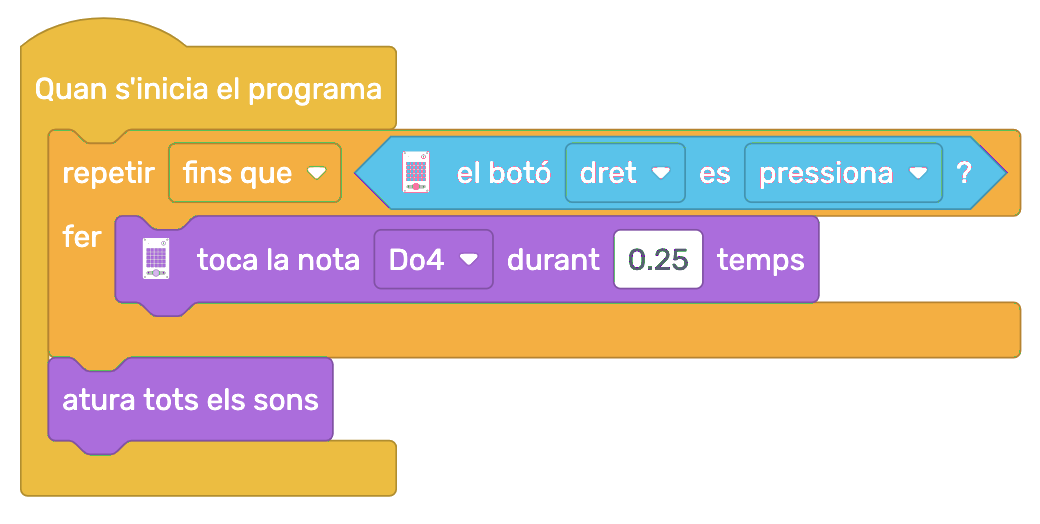 Quan s'inicia el programa
repetir fins que el botó dret es pressiona ?
fer toca la nota Do4 durant 0.25 temps
atura tots els sons